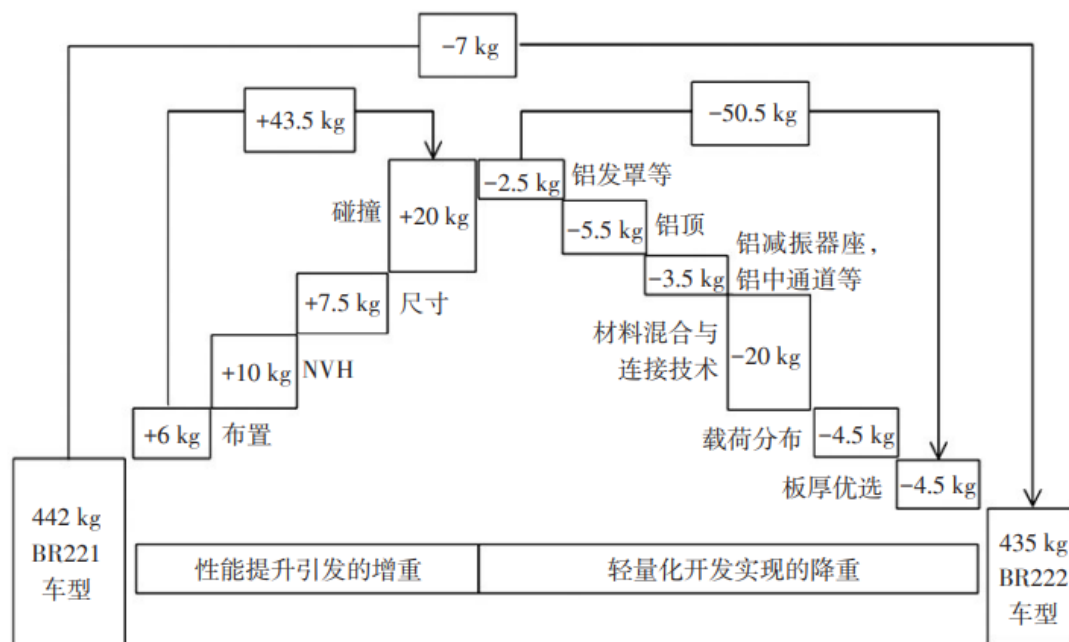 −7 kg
+43.5 kg
−50.5 kg
碰撞
+20 kg
−2.5 kg
铝发罩等
−5.5 kg
铝顶
−3.5 kg
铝减振器座，
铝中通道等
+7.5 kg
尺寸
材料混合与
连接技术
−20 kg
+10 kg
NVH
+6 kg
布置
载荷分布
−4.5 kg
板厚优选
−4.5 kg
442 kg
BR221
车型
性能提升引发的增重
轻量化开发实现的降重
435 kg
BR222
车型